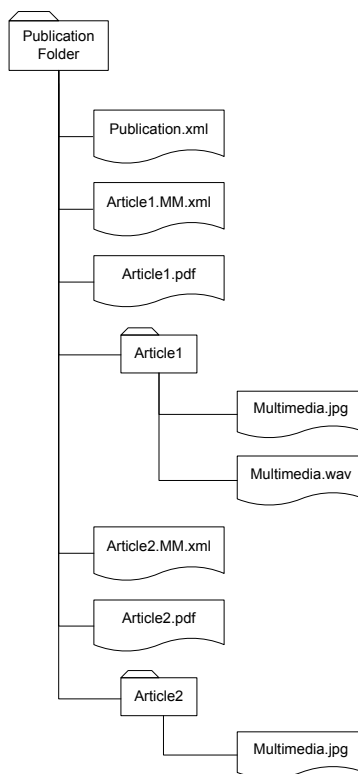 Publication
Folder
Publication.xml
Article1.MM.xml
Article1.pdf
Article1
Multimedia.jpg
Multimedia.wav
Article2.MM.xml
Article2.pdf
Article2
Multimedia.jpg